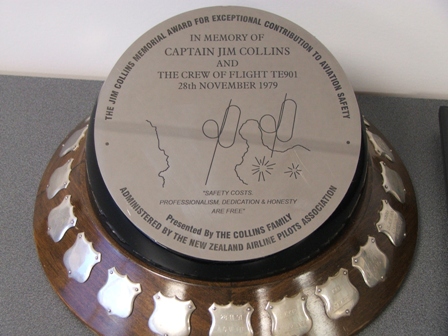 THE JIM COLLINS MEMORIAL AWARD FOR EXCEPTIONAL CONTRIBUTION TO AVIATION SAFETY
IN MEMORY OF
CAPTAIN JIM COLLINS
AND
THE CREW OF FLIGHT TE901
28th NOVEMBER 1979
"SAFETY COSTS.
PROFESSIONALISM, DEDICATION & HONESTY
ARE FREE"
Presented By THE COLLINS FAMILY
ADMINISTERED BY THE NEW ZEALAND AIRLINE PILOTS ASSOCIATION